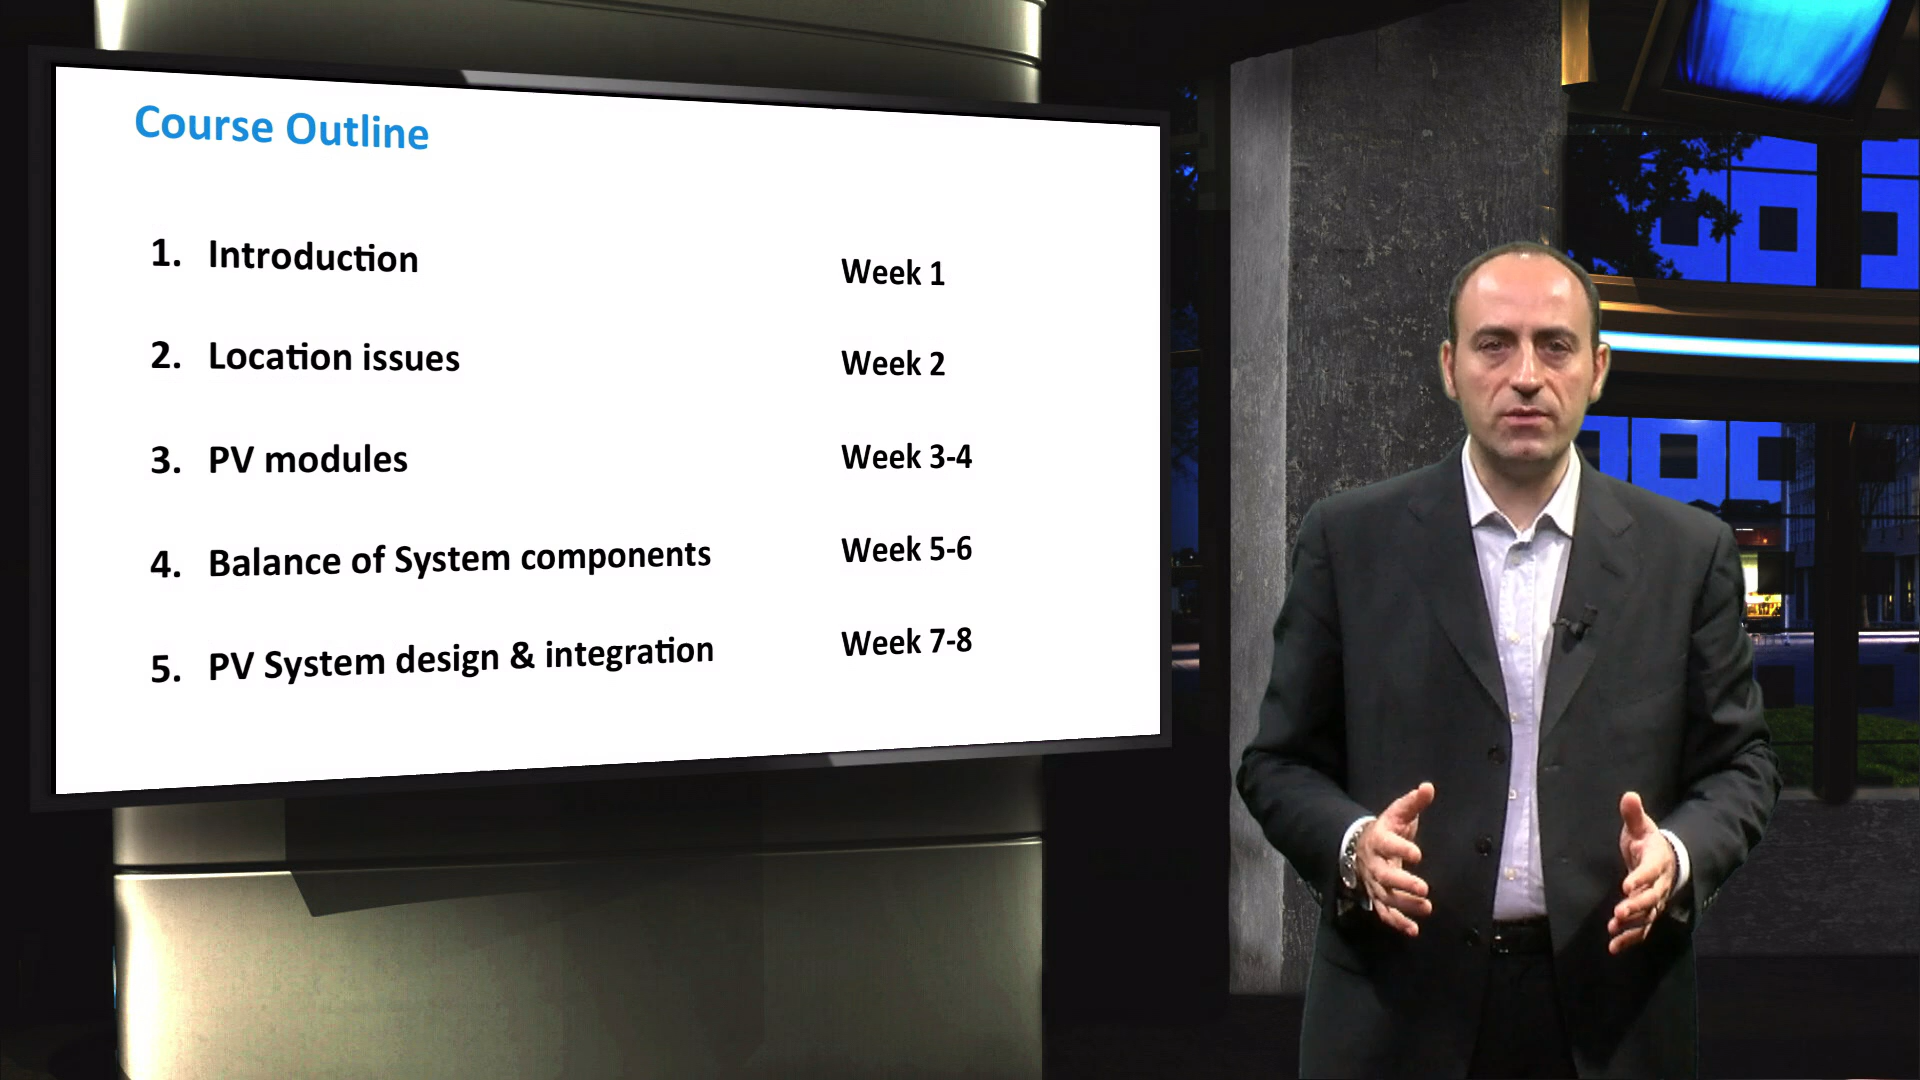 Course Outline
1. Introduction Week 1
2. Location issues Week 2
3. PV modules Week 3-4
4. Balance of System components Week 5-6
5. PV System design & integration Week 7-8